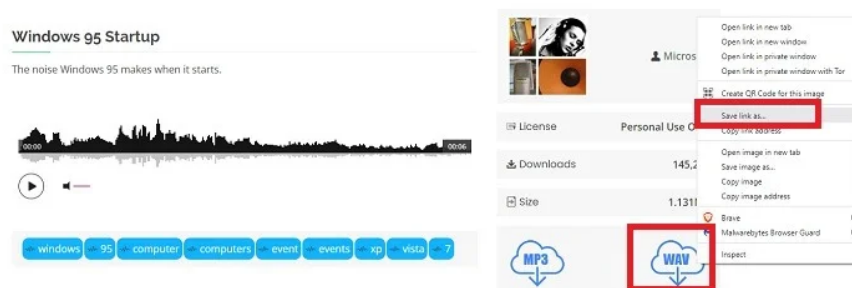 Windows 95 Startup
The noise Windows 95 makes when it starts.
00:00
00:06
windows 95 computer computers event events xp vista 7
Micros
License Personal Use O
Downloads 145,2
Size 1.131
MP3 WAV
Open link in new tab
Open link in new window
Open link in private window
Open link in private window with Tor
Create QR Code for this image
Save link as...
Copy link address
Open image in new tab
Save image as...
Copy image
Copy image address
Brave
Malwarebytes Browser Guard
Inspect